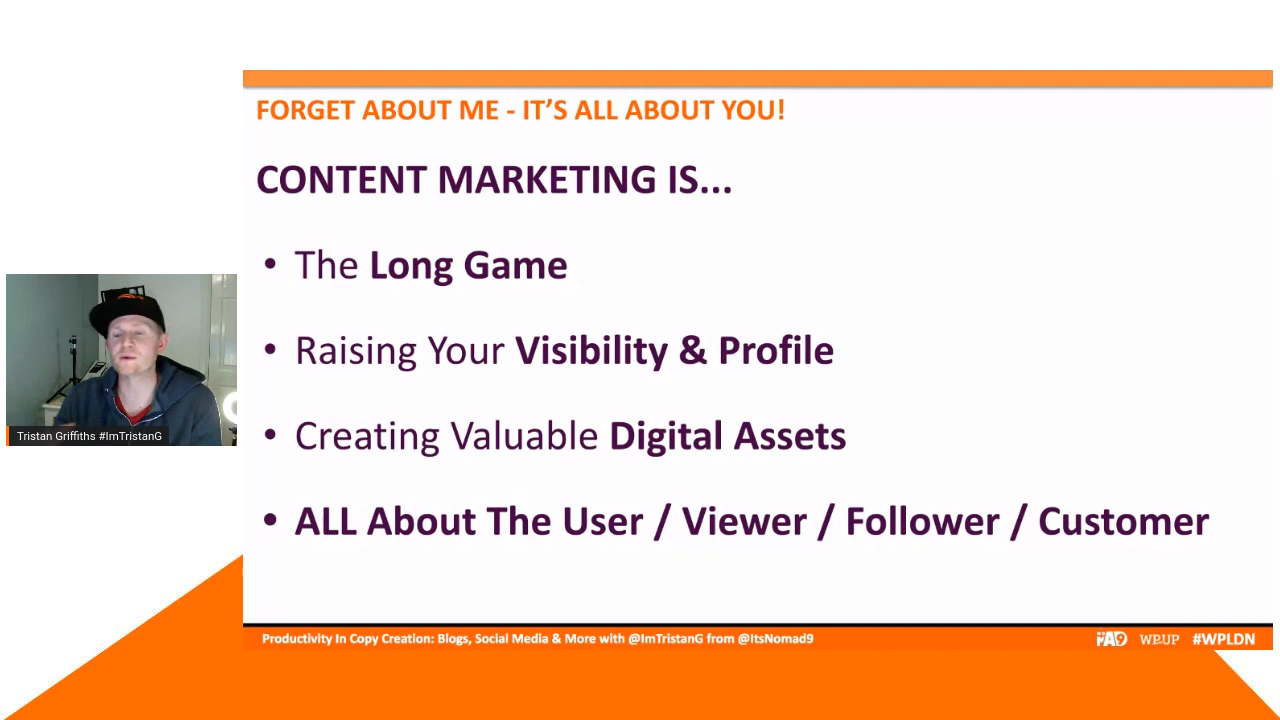 FORGET ABOUT ME - IT'S ALL ABOUT YOU!
CONTENT MARKETING IS...
• The Long Game
• Raising Your Visibility & Profile
• Creating Valuable Digital Assets
• ALL About The User / Viewer / Follower / Customer
Tristan Griffiths #ImTristanG
Productivity In Copy Creation: Blogs, Social Media & More with @ImTristanG from @ItsNomad9
#WPLDN